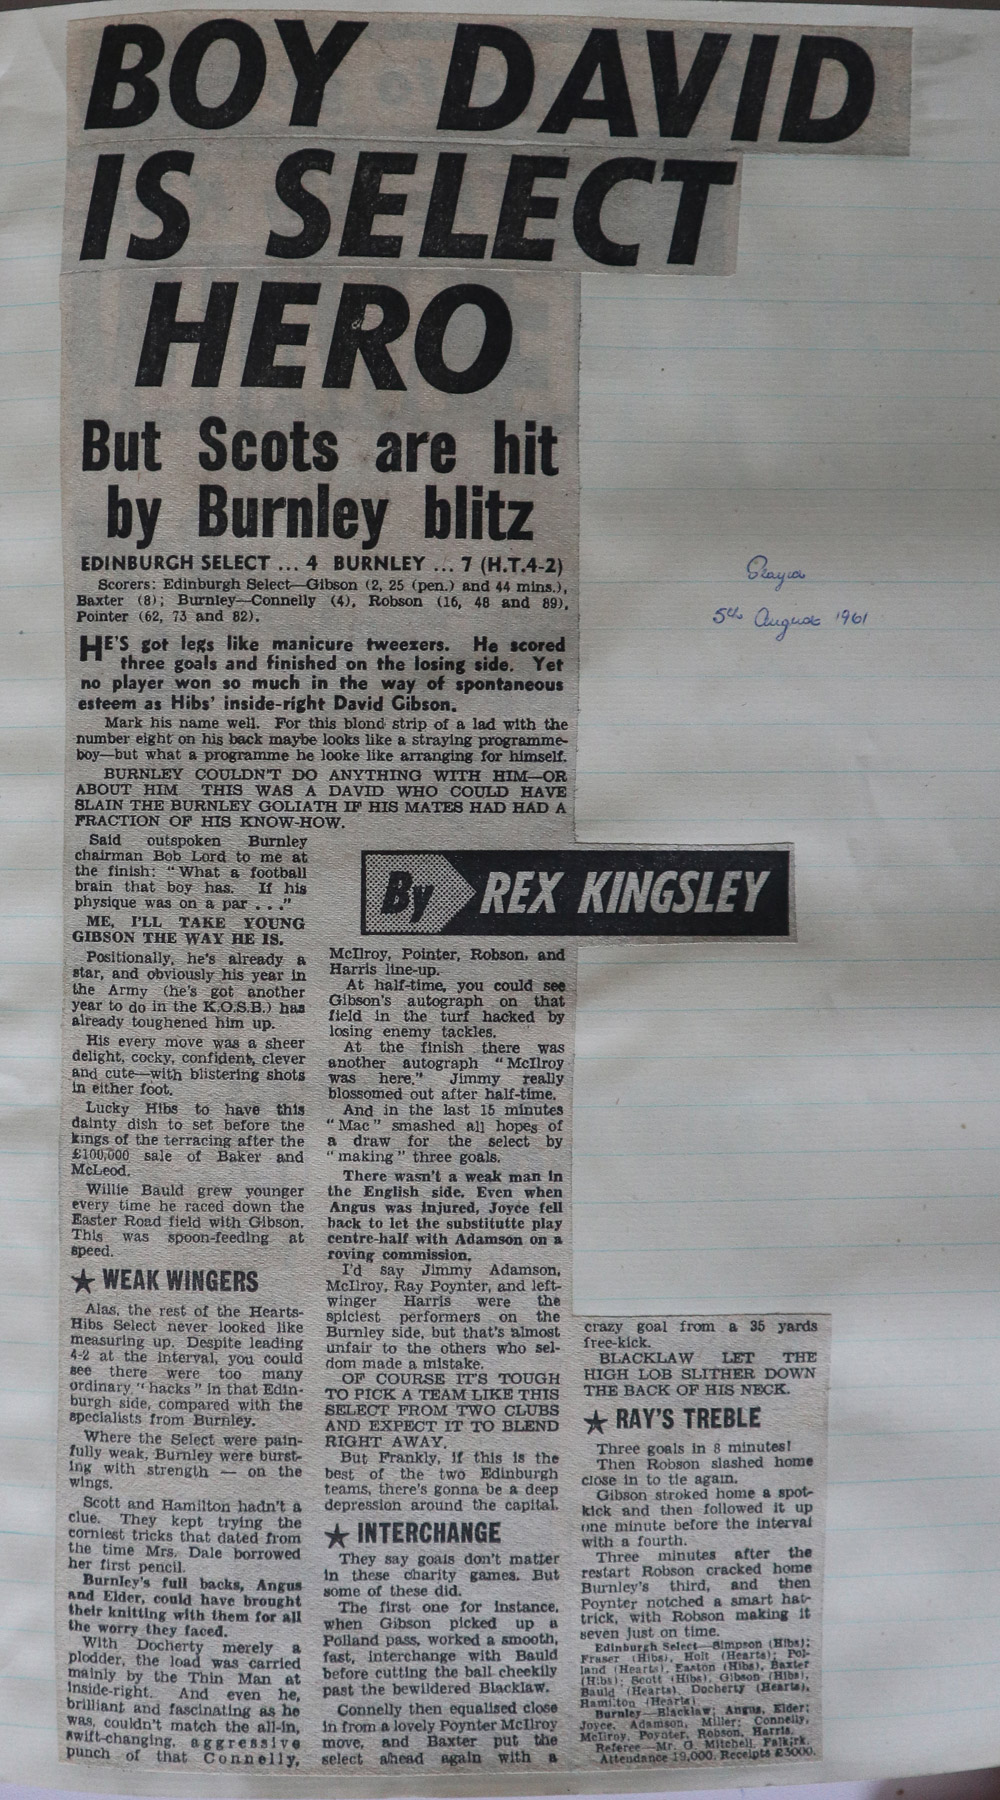 BOY DAVID
IS SELECT
HERO
But Scots are hit
by Burnley blitz
EDINBURGH SELECT ... 4 BURNLEY ... 7 (H.T.4-2)
Scorers: Edinburgh Select—Gibson (2, 25 (pen.) and 44 mins.),
Baxter (8); Burnley—Connelly (4), Robson (16, 48 and 89),
Pointer (62, 73 and 82).
HE'S got legs like manicure tweezers. He scored
three goals and finished on the losing side. Yet
no player won so much in the way of spontaneous
esteem as Hibs' inside-right David Gibson.
Mark his name well. For this blond strip of a lad with the
number eight on his back maybe looks like a straying programme-
boy—but what a programme he looke like arranging for himself.
BURNLEY COULDN'T DO ANYTHING WITH HIM—OR
ABOUT HIM THIS WAS A DAVID WHO COULD HAVE
SLAIN THE BURNLEY GOLIATH IF HIS MATES HAD HAD A
FRACTION OF HIS KNOW-HOW.
Said outspoken Burnley
chairman Bob Lord to me at
the finish: "What a football
brain that boy has. If his
physique was on a par . . ."
ME, I'LL TAKE YOUNG
GIBSON THE WAY HE IS.
Positionally, he's already a
star, and obviously his year in
the Army (he's got another
year to do in the K.O.S.B.) has
already toughened him up.
His every move was a sheer
delight, cocky, confident, clever
and cute—with blistering shots
in either foot.
Lucky Hibs to have this
dainty dish to set before the
kings of the terracing after the
£100,000 sale of Baker and
McLeod.
Willie Bauld grew younger
every time he raced down the
Easter Road field with Gibson.
This was spoon-feeding at
speed.
★ WEAK WINGERS
Alas, the rest of the Hearts-
Hibs Select never looked like
measuring up. Despite leading
4-2 at the interval, you could
see there were too many
ordinary "hacks" in that Edin-
burgh side, compared with the
specialists from Burnley.
Where the Select were pain-
fully weak, Burnley were burst-
ing with strength — on the
wings.
Scott and Hamilton hadn't a
clue. They kept trying the
corniest tricks that dated from
the time Mrs. Dale borrowed
her first pencil.
Burnley's full backs, Angus
and Elder, could have brought
their knitting with them for all
the worry they faced.
With Docherty merely a
plodder, the load was carried
mainly by the Thin Man at
inside-right. And even he,
brilliant and fascinating as he
was, couldn't match the all-in,
swift-changing, aggressive
punch of that Connelly,
By REX KINGSLEY
McIlroy, Pointer, Robson, and
Harris line-up.
At half-time, you could see
Gibson's autograph on that
field in the turf hacked by
losing enemy tackles.
At the finish there was
another autograph "McIlroy
was here." Jimmy really
blossomed out after half-time.
And in the last 15 minutes
"Mac" smashed all hopes of
a draw for the select by
"making" three goals.
There wasn't a weak man in
the English side. Even when
Angus was injured, Joyce fell
back to let the substitutte play
centre-half with Adamson on a
roving commission.
I'd say Jimmy Adamson,
McIlroy, Ray Poynter, and left-
winger Harris were the
spiciest performers on the
Burnley side, but that's almost
unfair to the others who sel-
dom made a mistake.
OF COURSE IT'S TOUGH
TO PICK A TEAM LIKE THIS
SELECT FROM TWO CLUBS
AND EXPECT IT TO BLEND
RIGHT AWAY.
But Frankly, if this is the
best of the two Edinburgh
teams, there's gonna be a deep
depression around the capital.
★ INTERCHANGE
They say goals don't matter
in these charity games. But
some of these did.
The first one for instance,
when Gibson picked up a
Polland pass, worked a smooth,
fast, interchange with Bauld
before cutting the ball cheekily
past the bewildered Blacklaw.
Connelly then equalised close
in from a lovely Poynter McIlroy
move, and Baxter put the
select ahead again with a
crazy goal from a 35 yards
free-kick.
BLACKLAW LET THE
HIGH LOB SLITHER DOWN
THE BACK OF HIS NECK.
★ RAY'S TREBLE
Three goals in 8 minutes!
Then Robson slashed home
close in to tie again.
Gibson stroked home a spot-
kick and then followed it up
one minute before the interval
with a fourth.
Three minutes after the
restart Robson cracked home
Burnley's third, and then
Poynter notched a smart hat-
trick, with Robson making it
seven just on time.
Edinburgh Select—Simpson (Hibs);
Fraser (Hibs), Holt (Hearts); Pol-
land (Hearts), Easton (Hibs), Baxter
(Hibs); Scott (Hibs), Gibson (Hibs),
Bauld (Hearts), Docherty (Hearts),
Hamilton (Hearts)
Burnley—Blacklaw; Angus, Elder;
Joyce, Adamson, Miller; Connelly,
McIlroy, Poynter, Robson, Harris.
Referee—Mr. G. Mitchell, Falkirk.
Attendance 19,000. Receipts £3000.
Played
5th August 1961